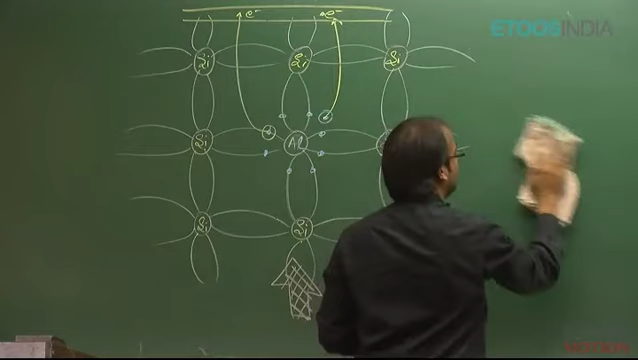 ETOOSINDIA
e⁻ e⁻
Si Si Si
Si Al
Si Si